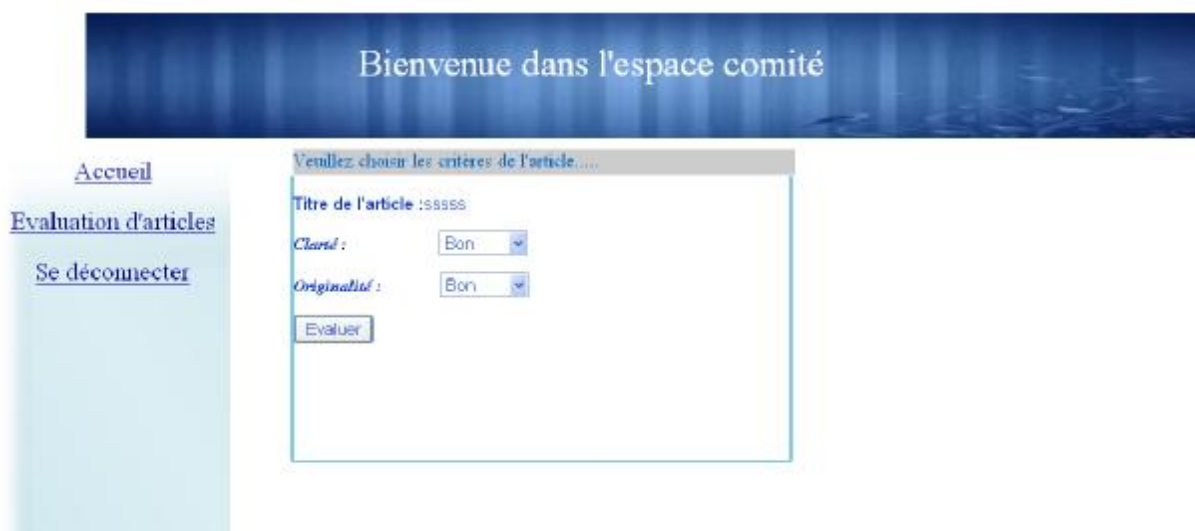 Bienvenue dans l'espace comité
Accueil
Evaluation d'articles
Se déconnecter
Veuillez choisir les critères de l'article.....
Titre de l'article :sssss
Clarté : Bon
Originalité : Bon
Evaluer